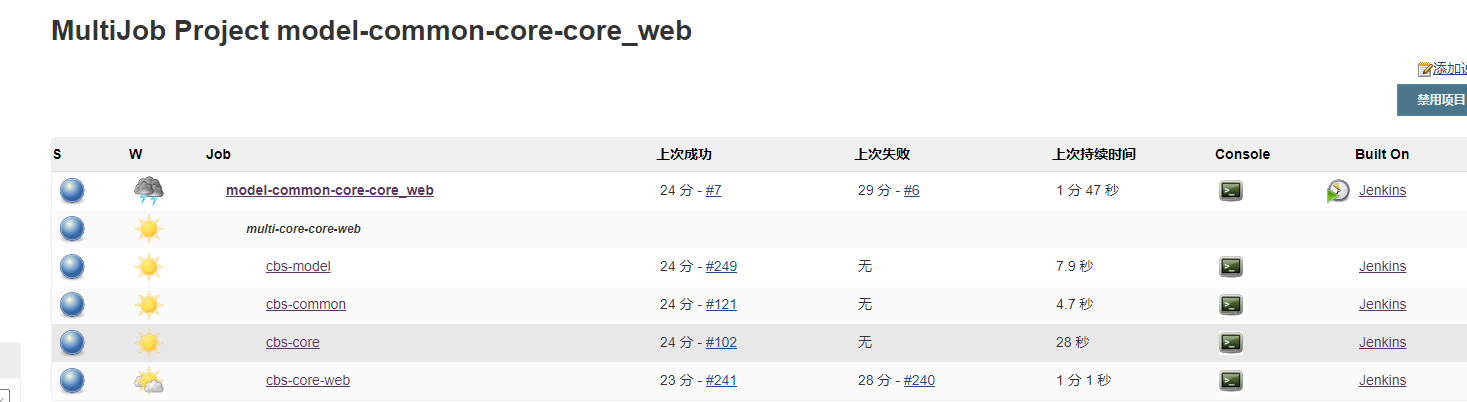 MultiJob Project model-common-core-core_web
添加说
禁用项目
S W Job 上次成功 上次失败 上次持续时间 Console Built On
model-common-core-core_web 24 分 - #7 29 分 - #6 1 分 47 秒 Jenkins
multi-core-core-web
cbs-model 24 分 - #249 无 7.9 秒 Jenkins
cbs-common 24 分 - #121 无 4.7 秒 Jenkins
cbs-core 24 分 - #102 无 28 秒 Jenkins
cbs-core-web 23 分 - #241 28 分 - #240 1 分 1 秒 Jenkins